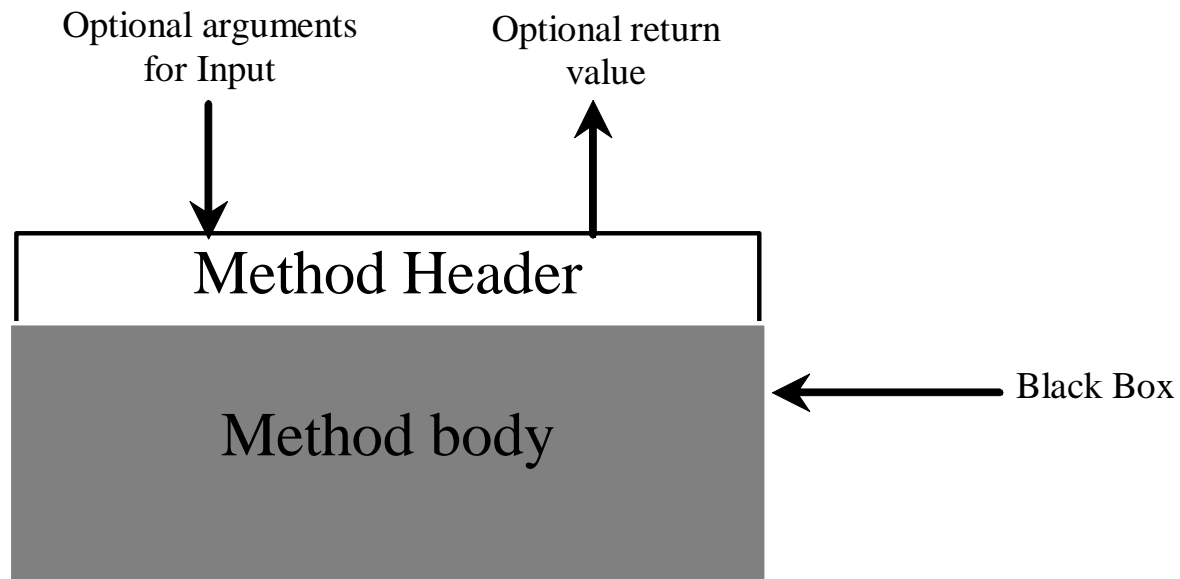 Optional arguments
for Input
Optional return
value
Method Header
Method body
Black Box